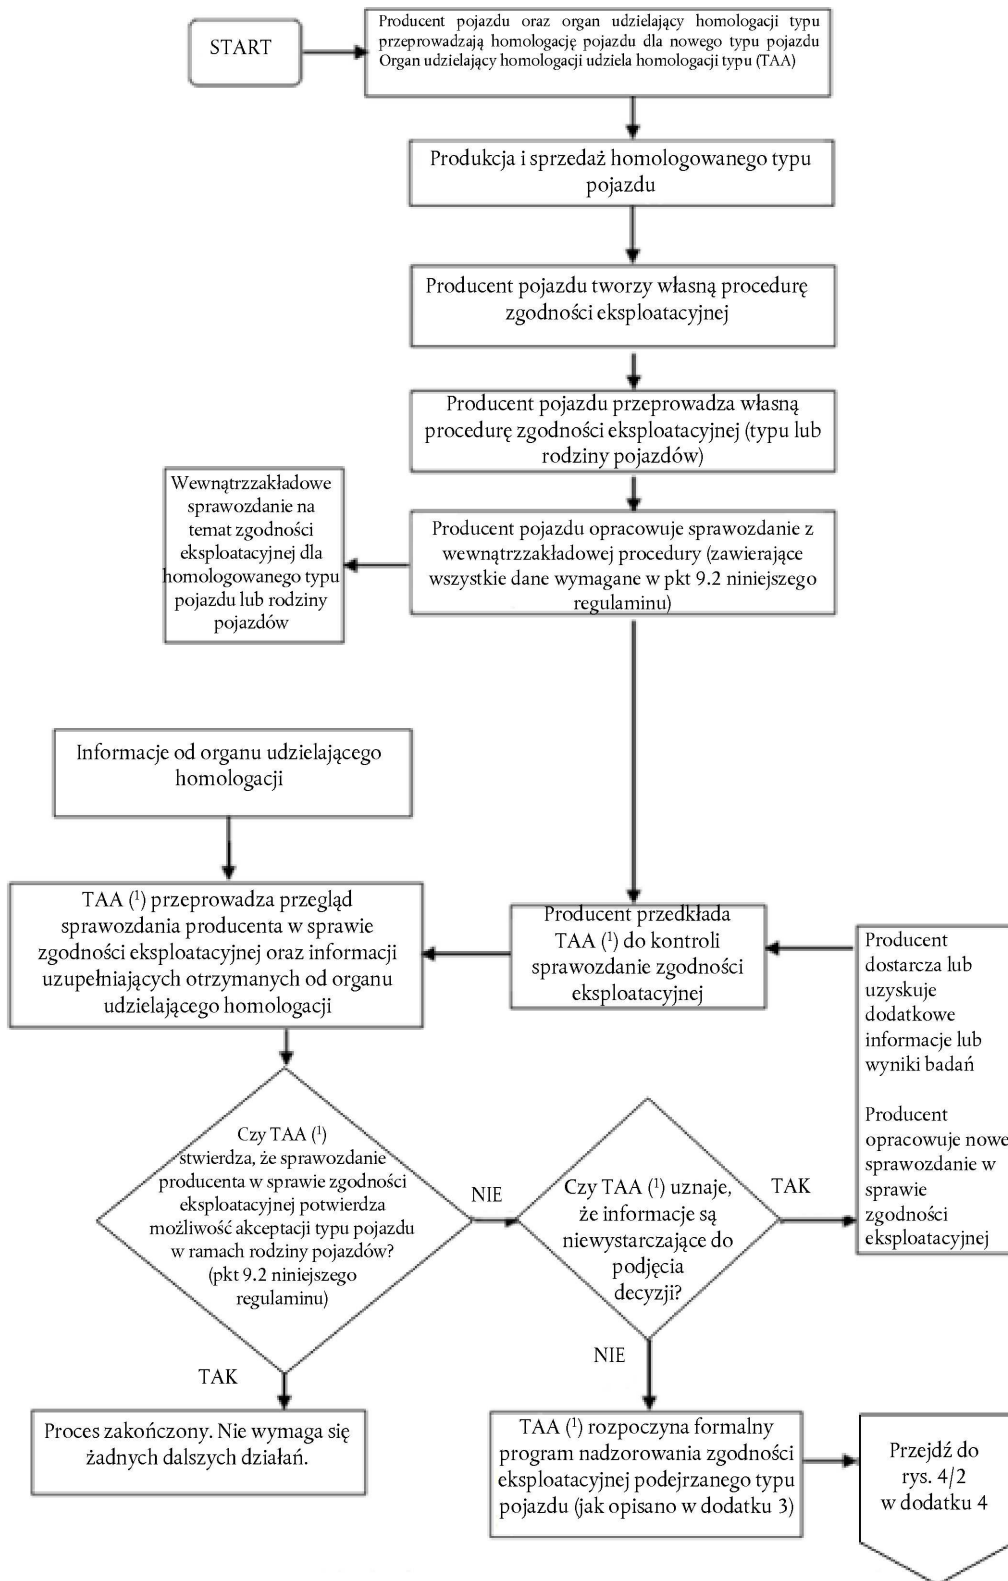 START
Producent pojazdu oraz organ udzielający homologacji typu
przeprowadzają homologację pojazdu dla nowego typu pojazdu
Organ udzielający homologacji udziela homologacji typu (TAA)
Produkcja i sprzedaż homologowanego typu
pojazdu
Producent pojazdu tworzy własną procedurę
zgodności eksploatacyjnej
Producent pojazdu przeprowadza własną
procedurę zgodności eksploatacyjnej (typu lub
rodziny pojazdów)
Wewnątrzzakładowe
sprawozdanie na
temat zgodności
eksploatacyjnej dla
homologowanego typu
pojazdu lub rodziny
pojazdów
Producent pojazdu opracowuje sprawozdanie z
wewnątrzzakładowej procedury (zawierające
wszystkie dane wymagane w pkt 9.2 niniejszego
regulaminu)
Informacje od organu udzielającego
homologacji
TAA (¹) przeprowadza przegląd
sprawozdania producenta w sprawie
zgodności eksploatacyjnej oraz informacji
uzupełniających otrzymanych od organu
udzielającego homologacji
Producent przedkłada
TAA (¹) do kontroli
sprawozdanie zgodności
eksploatacyjnej
Producent
dostarcza lub
uzyskuje
dodatkowe
informacje lub
wyniki badań
Producent
opracowuje nowe
sprawozdanie w
sprawie
zgodności
eksploatacyjnej
Czy TAA (¹)
stwierdza, że sprawozdanie
producenta w sprawie zgodności
eksploatacyjnej potwierdza
możliwość akceptacji typu pojazdu
w ramach rodziny pojazdów?
(pkt 9.2 niniejszego
regulaminu)
NIE
Czy TAA (¹) uznaje,
że informacje są
niewystarczające do
podjęcia
decyzji?
TAK
TAK
NIE
Proces zakończony. Nie wymaga się
żadnych dalszych działań.
TAA (¹) rozpoczyna formalny
program nadzorowania zgodności
eksploatacyjnej podejrzanego typu
pojazdu (jak opisano w dodatku 3)
Przejdź do
rys. 4/2
w dodatku 4